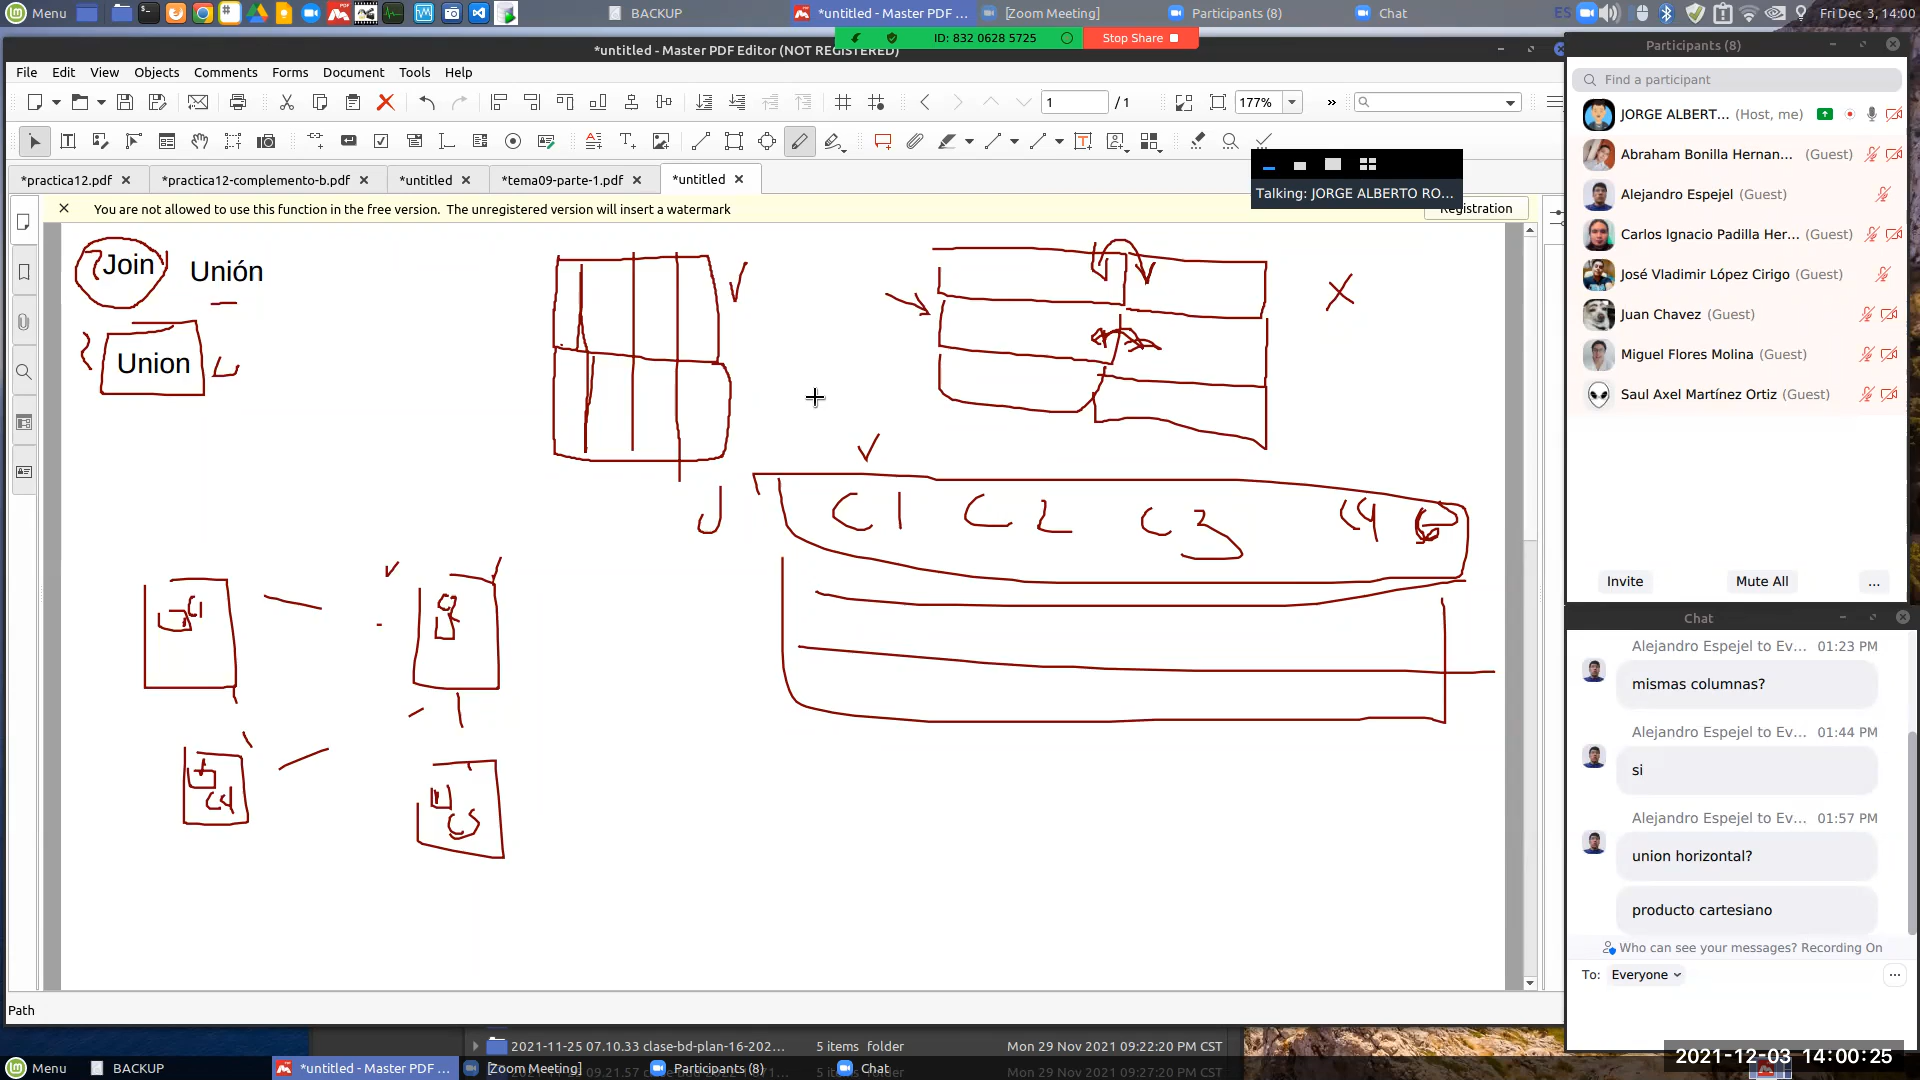 Menu
BACKUP
*untitled - Master PDF ...
[Zoom Meeting]
Participants (8)
Chat
ES
Fri Dec 3, 14:00
*untitled - Master PDF Editor (NOT REGISTERED)
ID: 832 0628 5725
Stop Share
File Edit View Objects Comments Forms Document Tools Help
1 / 1
177%
*practica12.pdf
*practica12-complemento-b.pdf
*untitled
*tema09-parte-1.pdf
*untitled
You are not allowed to use this function in the free version. The unregistered version will insert a watermark
Registration
Talking: JORGE ALBERTO RO...
Join
Unión
Union
X
J
C1 C2 C3 C4
C1
C4
C5
Path
Participants (8)
Find a participant
JORGE ALBERT... (Host, me)
Abraham Bonilla Hernan... (Guest)
Alejandro Espejel (Guest)
Carlos Ignacio Padilla Her... (Guest)
José Vladimir López Cirigo (Guest)
Juan Chavez (Guest)
Miguel Flores Molina (Guest)
Saul Axel Martínez Ortiz (Guest)
Invite
Mute All
...
Chat
Alejandro Espejel to Ev... 01:23 PM
mismas columnas?
Alejandro Espejel to Ev... 01:44 PM
si
Alejandro Espejel to Ev... 01:57 PM
union horizontal?
producto cartesiano
Who can see your messages? Recording On
To: Everyone
2021-11-25 07.10.33 clase-bd-plan-16-202... 5 items folder Mon 29 Nov 2021 09:22:20 PM CST
2021-12-03 14:00:25
Menu
BACKUP
*untitled - Master PDF ...
[Zoom Meeting]
Participants (8)
Chat